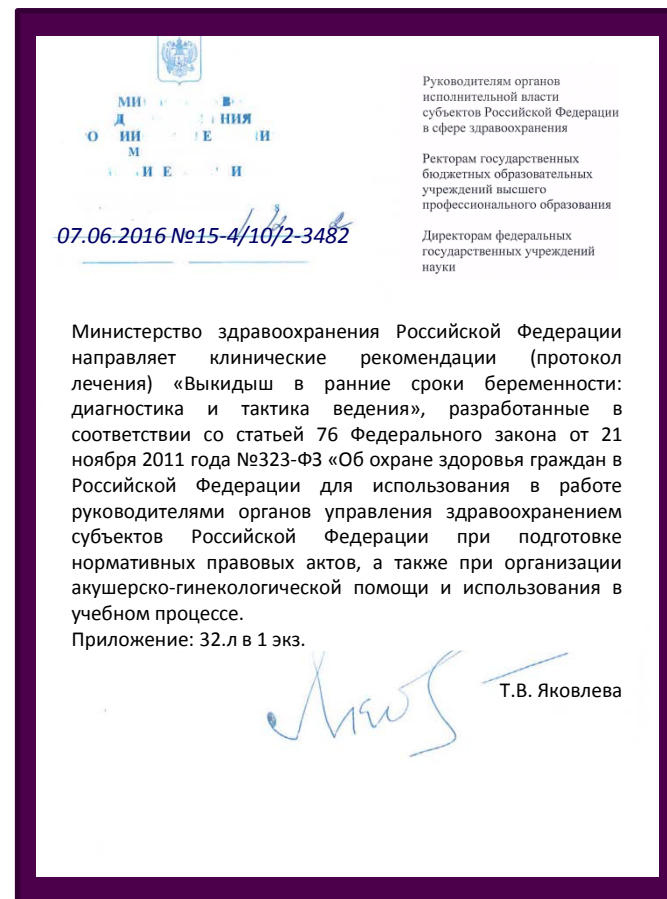 07.06.2016 №15-4/10/2-3482
Руководителям органов
исполнительной власти
субъектов Российской Федерации
в сфере здравоохранения
Ректорам государственных
бюджетных образовательных
учреждений высшего
профессионального образования
Директорам федеральных
государственных учреждений
науки
Министерство здравоохранения Российской Федерации
направляет клинические рекомендации (протокол
лечения) «Выкидыш в ранние сроки беременности:
диагностика и тактика ведения», разработанные в
соответствии со статьей 76 Федерального закона от 21
ноября 2011 года №323-ФЗ «Об охране здоровья граждан в
Российской Федерации для использования в работе
руководителями органов управления здравоохранением
субъектов Российской Федерации при подготовке
нормативных правовых актов, а также при организации
акушерско-гинекологической помощи и использования в
учебном процессе.
Приложение: 32.л в 1 экз.
Т.В. Яковлева